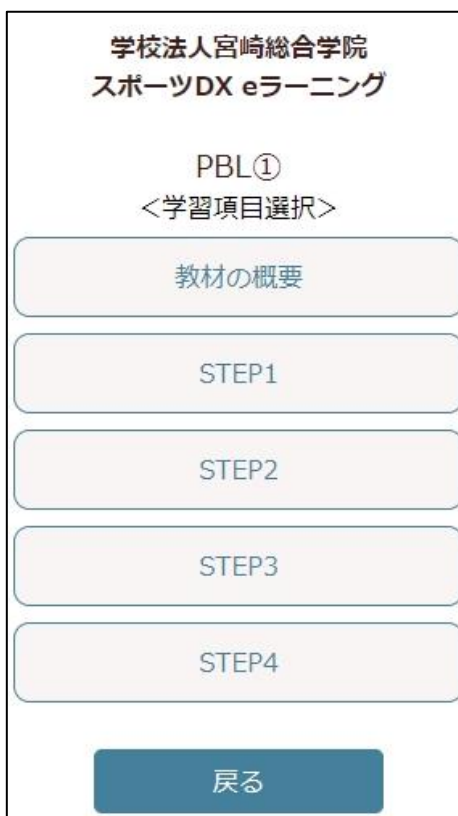 学校法人宮崎総合学院
スポーツDX eラーニング
PBL①
＜学習項目選択＞
教材の概要
STEP1
STEP2
STEP3
STEP4
戻る